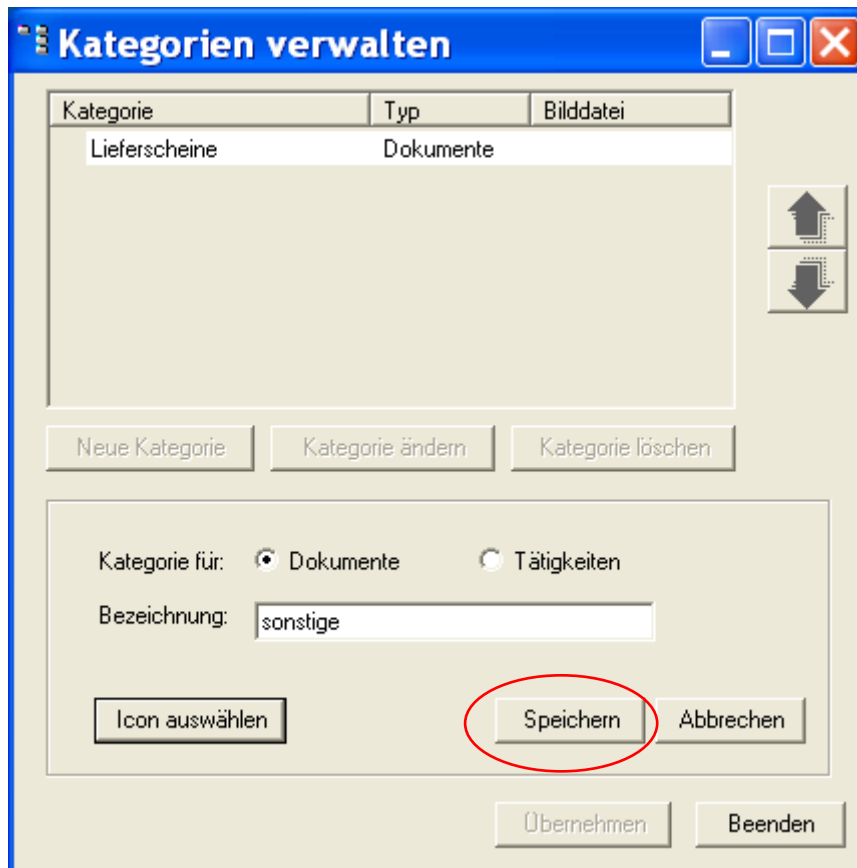 Kategorien verwalten
Kategorie Typ Bilddatei
Lieferscheine Dokumente
Neue Kategorie Kategorie ändern Kategorie löschen
Kategorie für: Dokumente Tätigkeiten
Bezeichnung: sonstige
Icon auswählen Speichern Abbrechen
Übernehmen Beenden